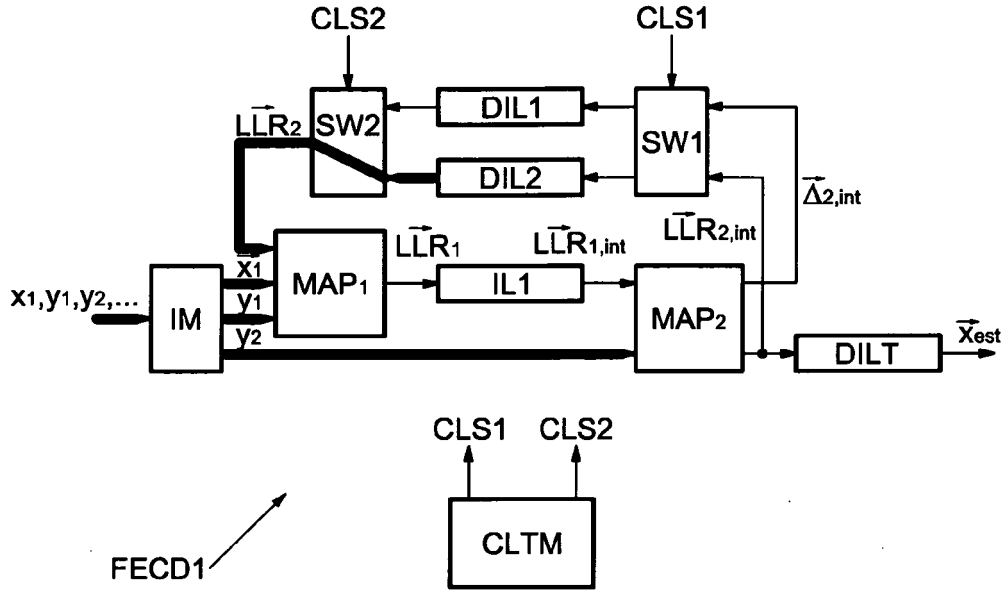 CLS2 CLS1
SW2 DIL1 SW1
LLR₂
DIL2
Δ₂,int
LLR₁ LLR₁,int LLR₂,int
x₁ MAP₁ IL1
x₁,y₁,y₂,... IM y₁ MAP₂
y₂
DILT xest
CLS1 CLS2
CLTM
FECD1